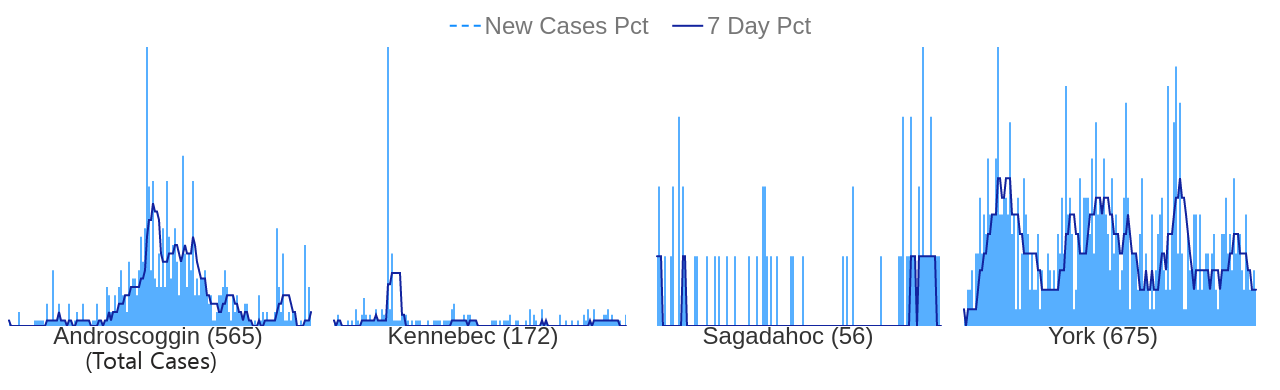 New Cases Pct 7 Day Pct
Androscoggin (565) Kennebec (172) Sagadahoc (56) York (675)
(Total Cases)